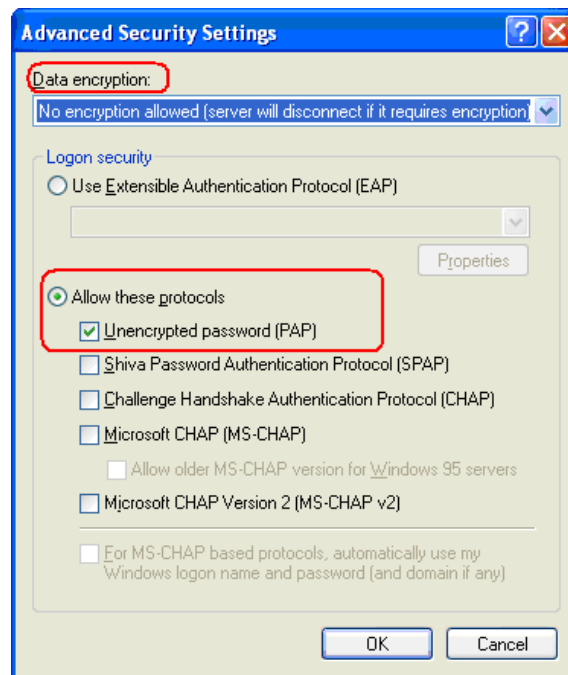 Advanced Security Settings
Data encryption:
No encryption allowed (server will disconnect if it requires encryption)
Logon security
Use Extensible Authentication Protocol (EAP)
Properties
Allow these protocols
Unencrypted password (PAP)
Shiva Password Authentication Protocol (SPAP)
Challenge Handshake Authentication Protocol (CHAP)
Microsoft CHAP (MS-CHAP)
Allow older MS-CHAP version for Windows 95 servers
Microsoft CHAP Version 2 (MS-CHAP v2)
For MS-CHAP based protocols, automatically use my
Windows logon name and password (and domain if any)
OK Cancel